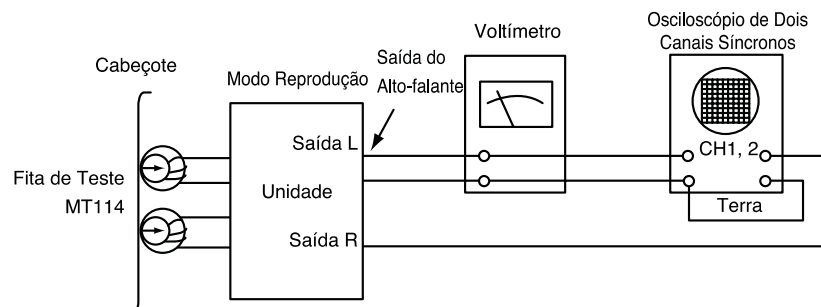 Cabeçote
Fita de Teste
MT114
Modo Reprodução
Saída L
Unidade
Saída R
Saída do
Alto-falante
Voltímetro
Osciloscópio de Dois
Canais Síncronos
CH1, 2
Terra